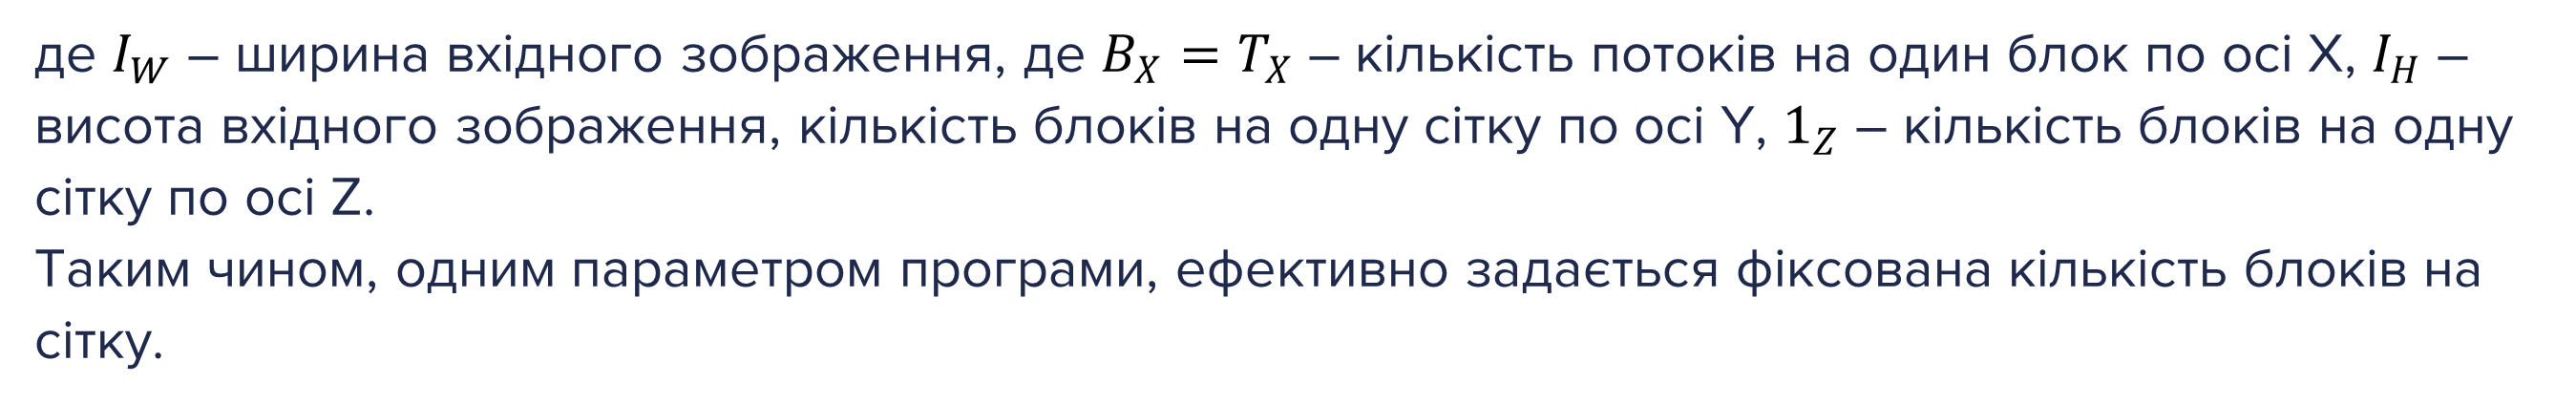 де I_W – ширина вхідного зображення, де B_X = T_X – кількість потоків на один блок по осі X, I_H –
висота вхідного зображення, кількість блоків на одну сітку по осі Y, 1_Z – кількість блоків на одну
сітку по осі Z.
Таким чином, одним параметром програми, ефективно задається фіксована кількість блоків на
сітку.